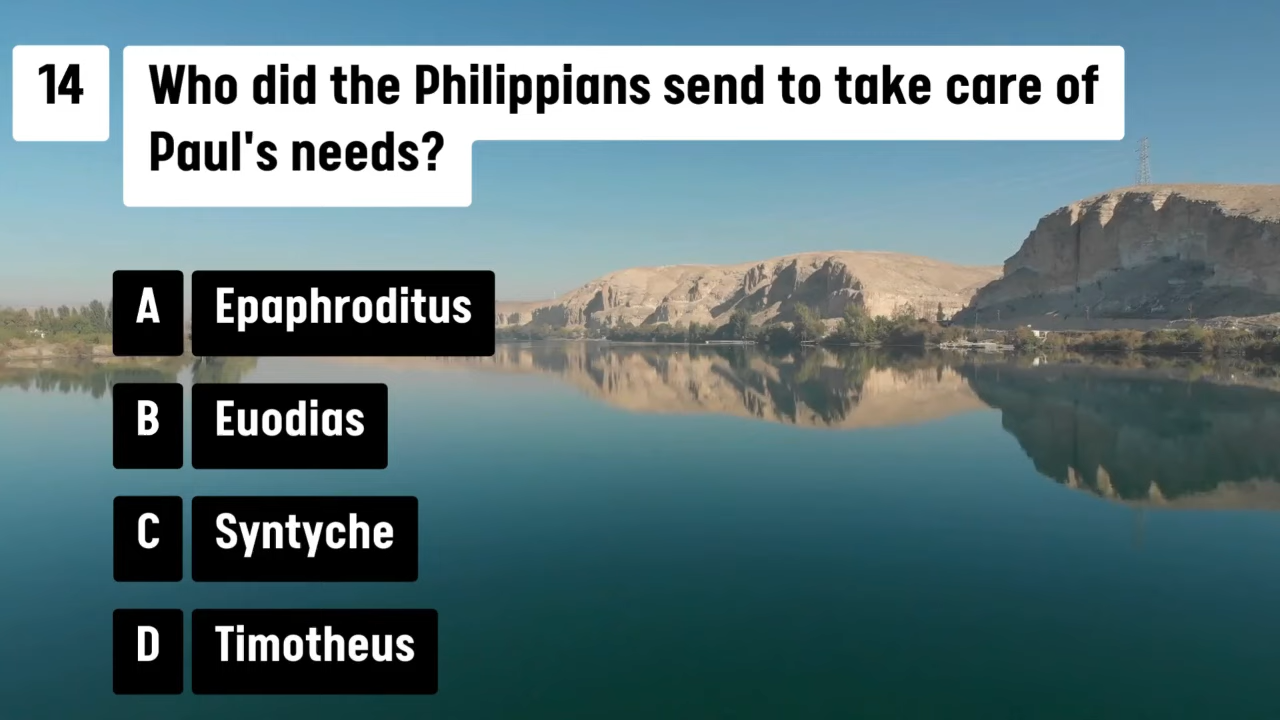 14
Who did the Philippians send to take care of
Paul's needs?
A Epaphroditus
B Euodias
C Syntyche
D Timotheus